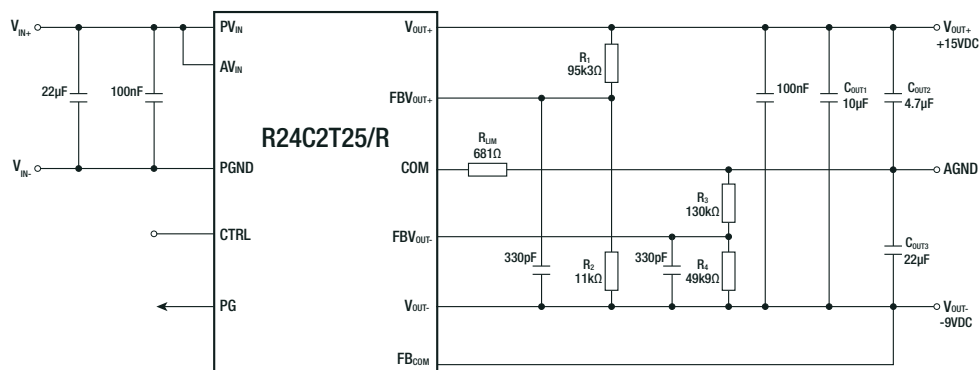 VIN+
PVIN
VOUT+
VOUT+
+15VDC
R1
95k3Ω
AVIN
22µF
100nF
FBVOUT+
100nF
COUT1
10µF
COUT2
4.7µF
R24C2T25/R
RLIM
681Ω
VIN-
PGND
COM
AGND
R3
130kΩ
CTRL
FBVOUT-
330pF
R2
11kΩ
330pF
R4
49k9Ω
COUT3
22µF
PG
VOUT-
VOUT-
-9VDC
FBCOM